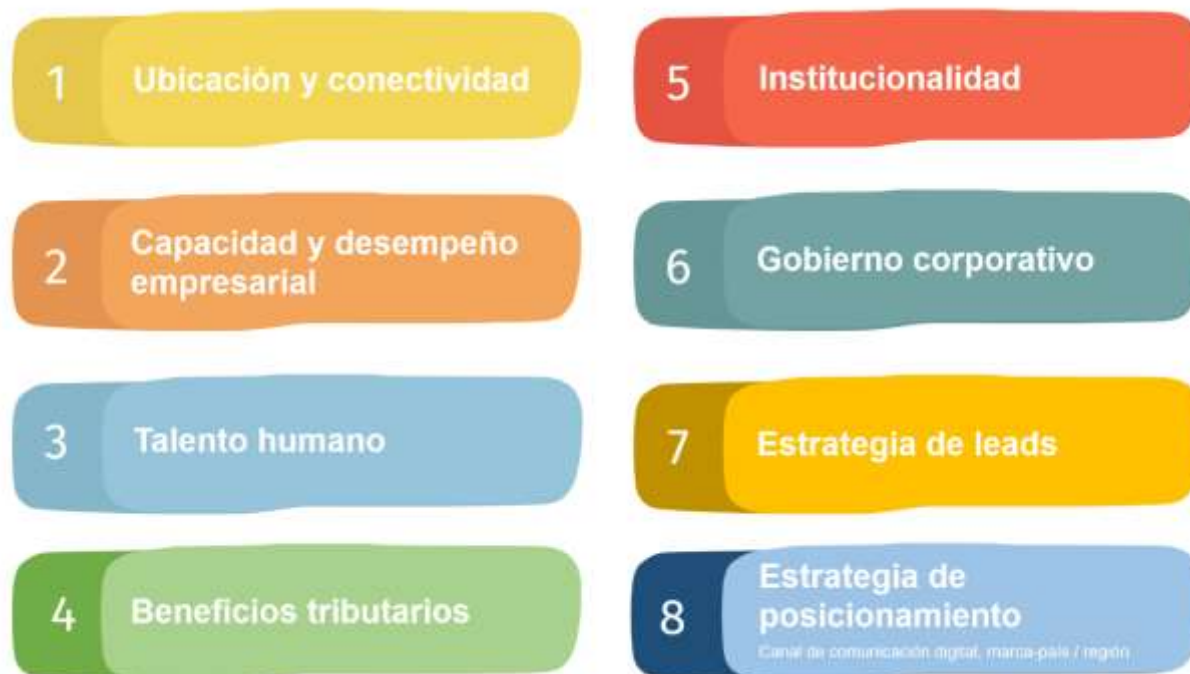 1
Ubicación y conectividad
2
Capacidad y desempeño
empresarial
3
Talento humano
4
Beneficios tributarios
5
Institucionalidad
6
Gobierno corporativo
7
Estrategia de leads
8
Estrategia de
posicionamiento
Canal de comunicación digital, marca-país / región